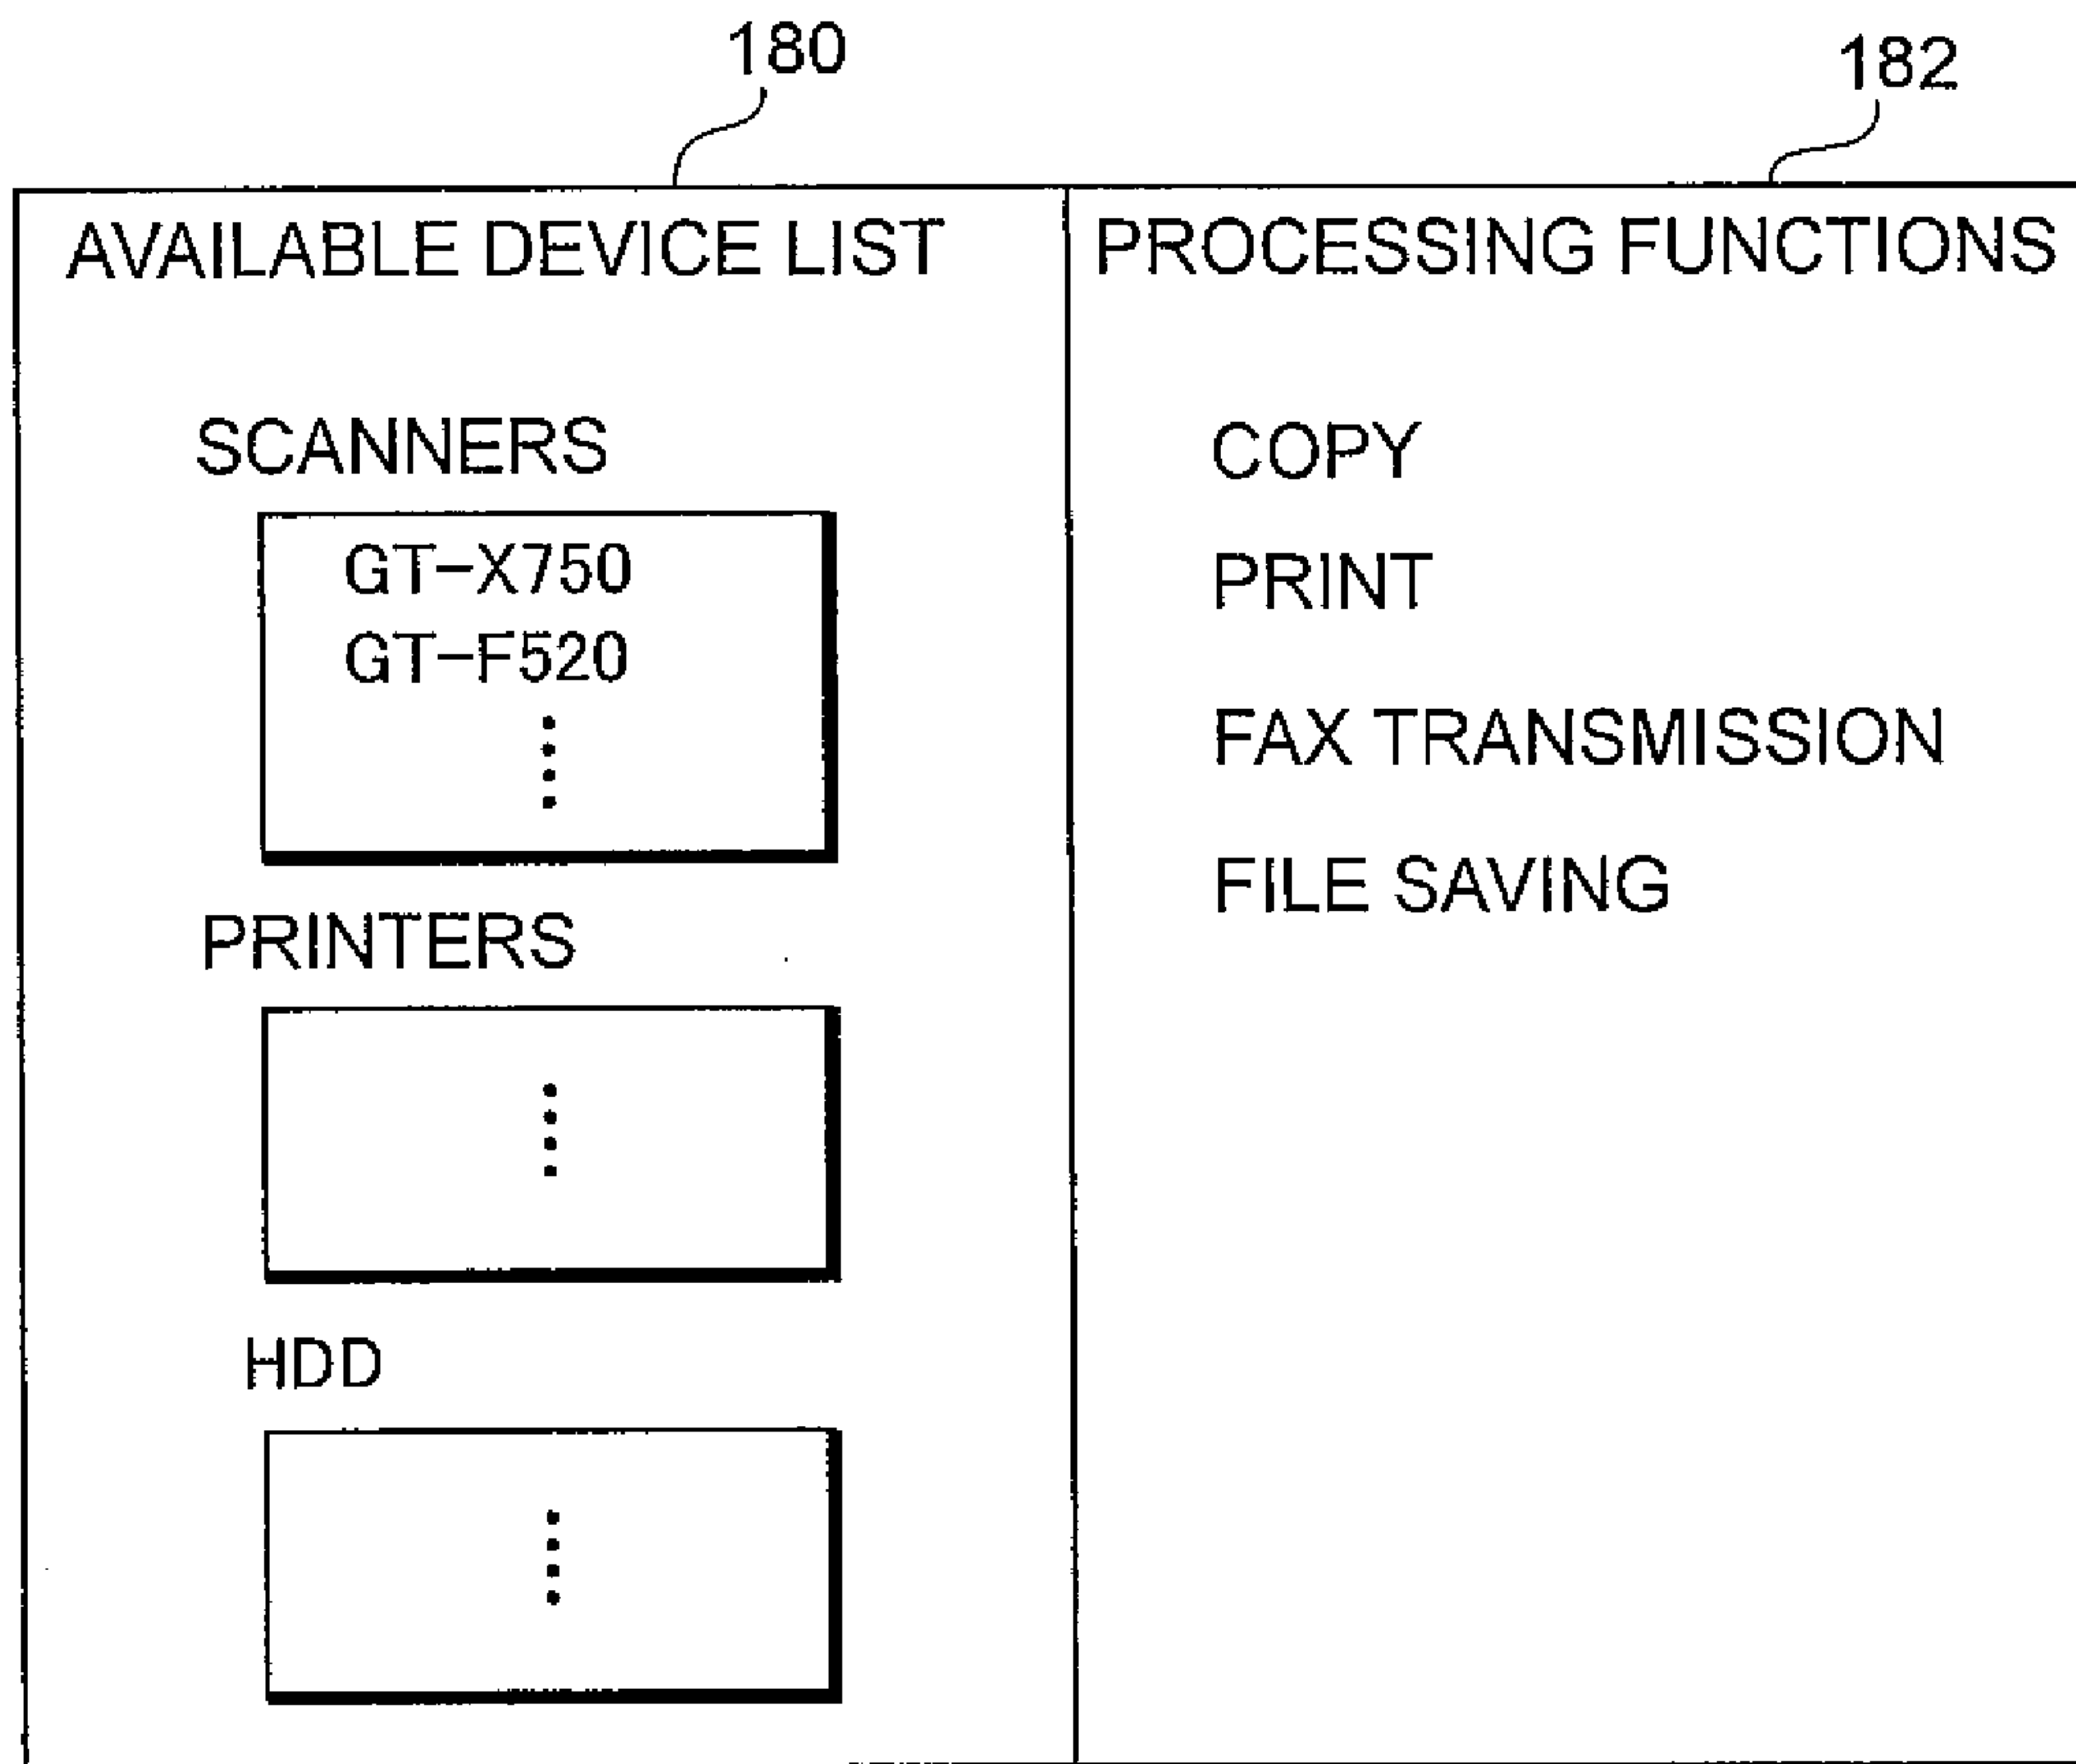 180
182
AVAILABLE DEVICE LIST
SCANNERS
GT-X750
GT-F520
PRINTERS
HDD
PROCESSING FUNCTIONS
COPY
PRINT
FAX TRANSMISSION
FILE SAVING